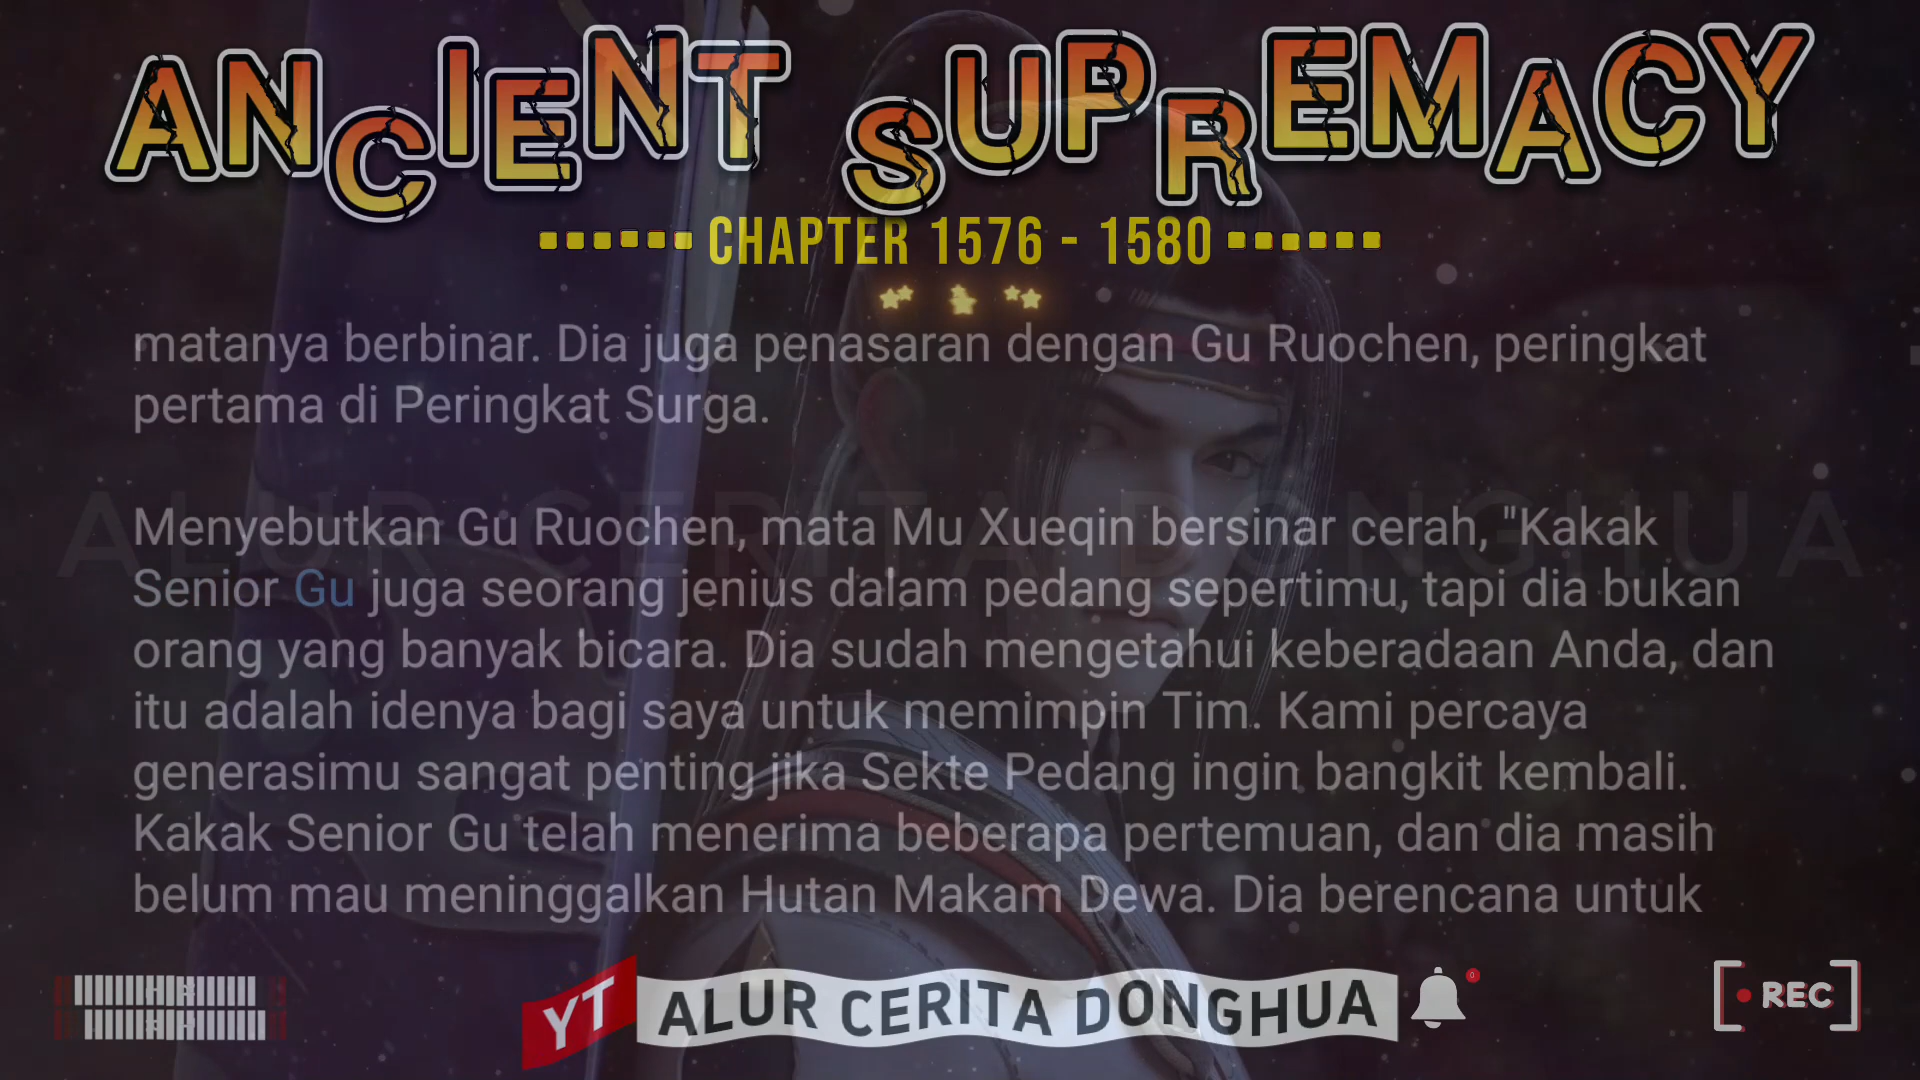 ANCIENT SUPREMACY
CHAPTER 1576 - 1580
matanya berbinar. Dia juga penasaran dengan Gu Ruochen, peringkat
pertama di Peringkat Surga.
ALUR CERITA DONGHUA
Menyebutkan Gu Ruochen, mata Mu Xueqin bersinar cerah, "Kakak
Senior Gu juga seorang jenius dalam pedang sepertimu, tapi dia bukan
orang yang banyak bicara. Dia sudah mengetahui keberadaan Anda, dan
itu adalah idenya bagi saya untuk memimpin Tim. Kami percaya
generasimu sangat penting jika Sekte Pedang ingin bangkit kembali.
Kakak Senior Gu telah menerima beberapa pertemuan, dan dia masih
belum mau meninggalkan Hutan Makam Dewa. Dia berencana untuk
YT ALUR CERITA DONGHUA
REC